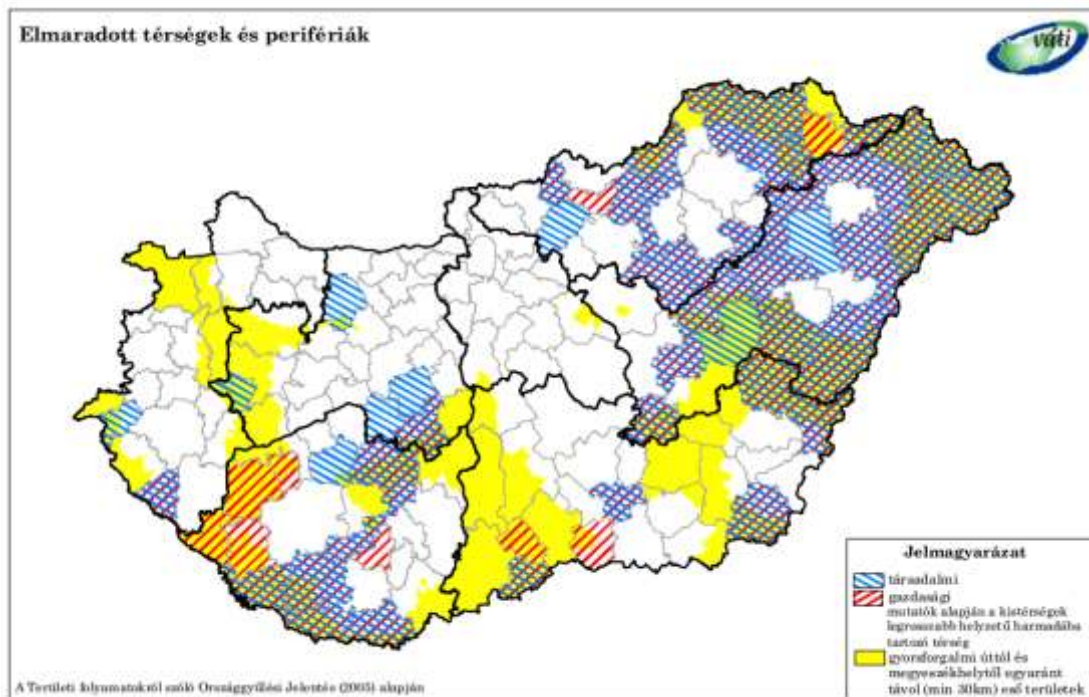 Elmaradott térségek és perifériák
váti
Jelmagyarázat
társadalmi
gazdasági
mutatók alapján a kistérségek
legrosszabb helyzetű harmadába
tartozó térség
gyorsforgalmi úttól és
megyeszékhelytől egyaránt
távol (min 30km) eső területek
A Területi folyamatokról szóló Országgyűlési Jelentés (2005) alapján